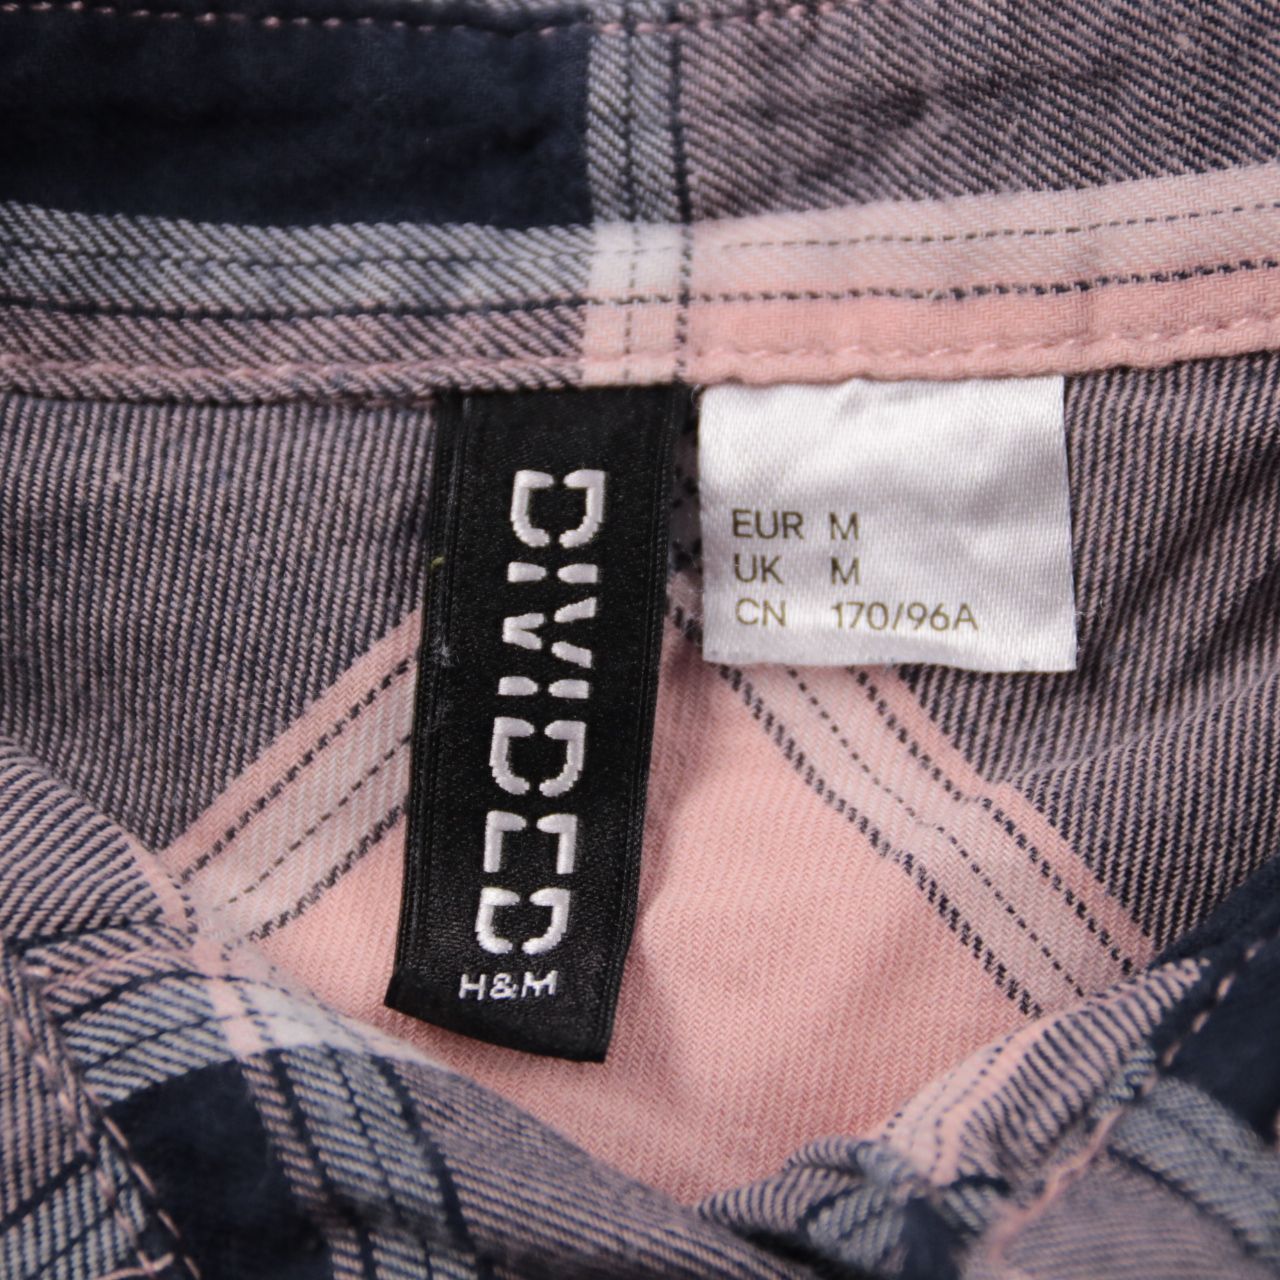 DIVIDED
H&M
EUR M
UK M
CN 170/96A